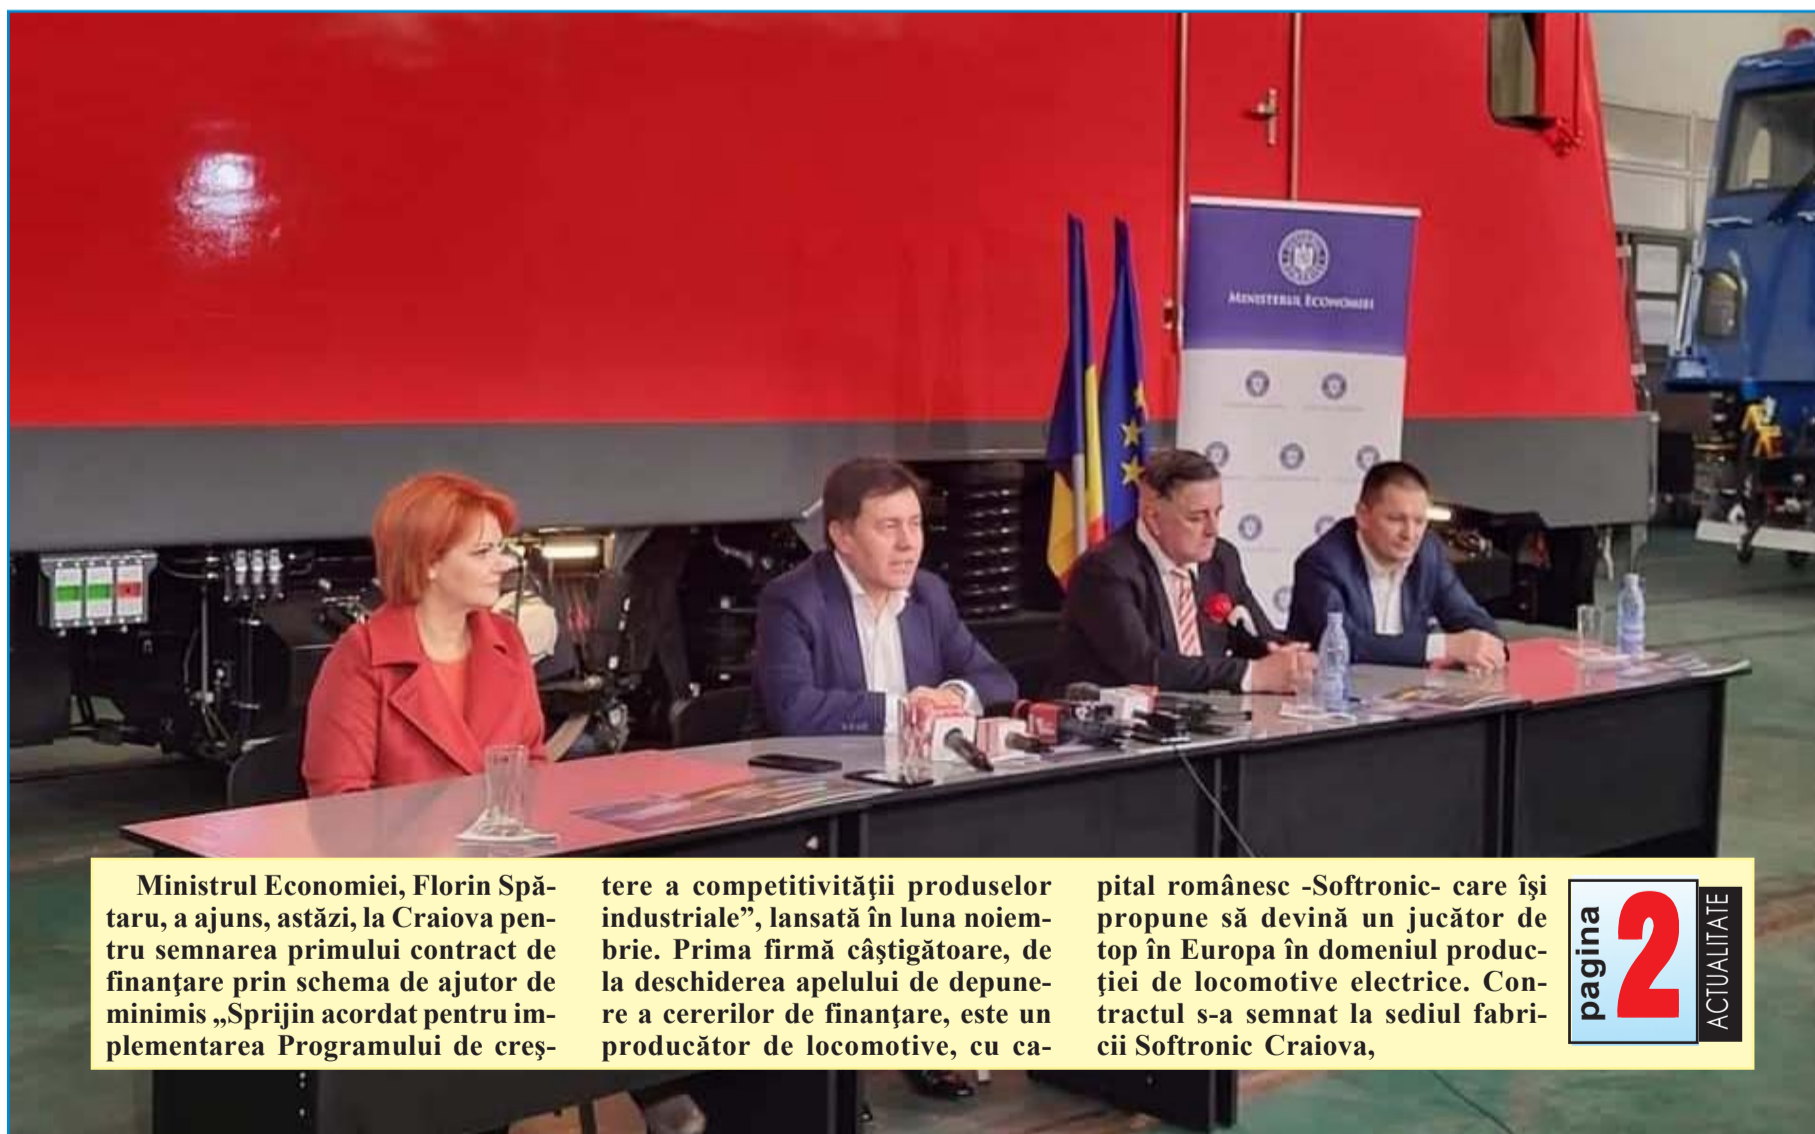 MINISTERUL ECONOMIEI
Ministrul Economiei, Florin Spă-
taru, a ajuns, astăzi, la Craiova pen-
tru semnarea primului contract de
finanţare prin schema de ajutor de
minimis „Sprijin acordat pentru im-
plementarea Programului de creş-
tere a competitivităţii produselor
industriale”, lansată în luna noiem-
brie. Prima firmă câştigătoare, de
la deschiderea apelului de depune-
re a cererilor de finanţare, este un
producător de locomotive, cu ca-
pital românesc -Softronic- care îşi
propune să devină un jucător de
top în Europa în domeniul produc-
ţiei de locomotive electrice. Con-
tractul s-a semnat la sediul fabri-
cii Softronic Craiova,
pagina
2
ACTUALITATE